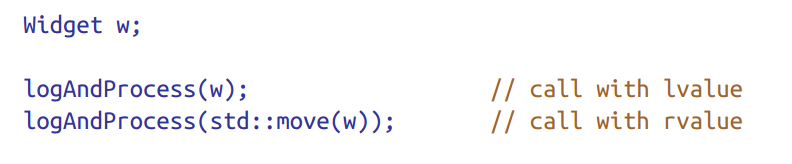 Widget w;
logAndProcess(w); // call with lvalue
logAndProcess(std::move(w)); // call with rvalue